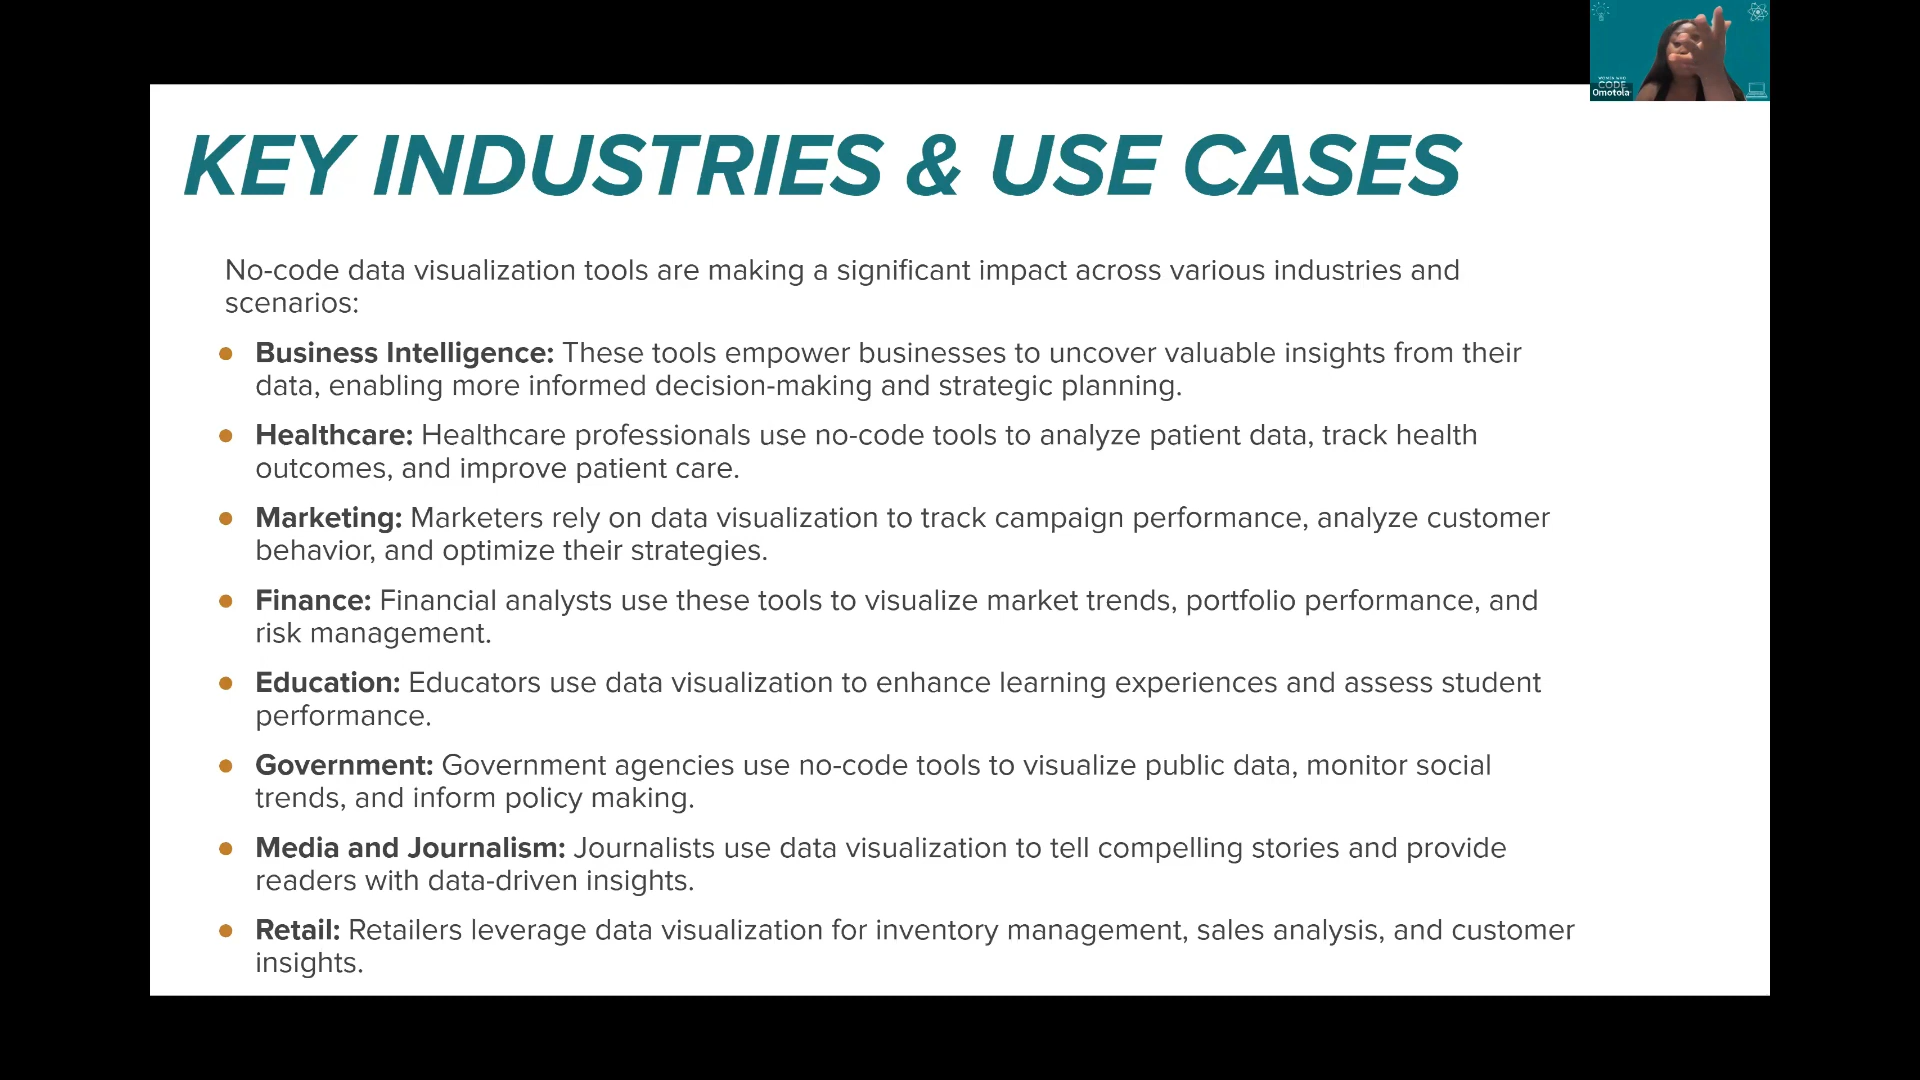 WOMEN WHO
CODE
Omotola
KEY INDUSTRIES & USE CASES
No-code data visualization tools are making a significant impact across various industries and
scenarios:
● Business Intelligence: These tools empower businesses to uncover valuable insights from their
data, enabling more informed decision-making and strategic planning.
● Healthcare: Healthcare professionals use no-code tools to analyze patient data, track health
outcomes, and improve patient care.
● Marketing: Marketers rely on data visualization to track campaign performance, analyze customer
behavior, and optimize their strategies.
● Finance: Financial analysts use these tools to visualize market trends, portfolio performance, and
risk management.
● Education: Educators use data visualization to enhance learning experiences and assess student
performance.
● Government: Government agencies use no-code tools to visualize public data, monitor social
trends, and inform policy making.
● Media and Journalism: Journalists use data visualization to tell compelling stories and provide
readers with data-driven insights.
● Retail: Retailers leverage data visualization for inventory management, sales analysis, and customer
insights.